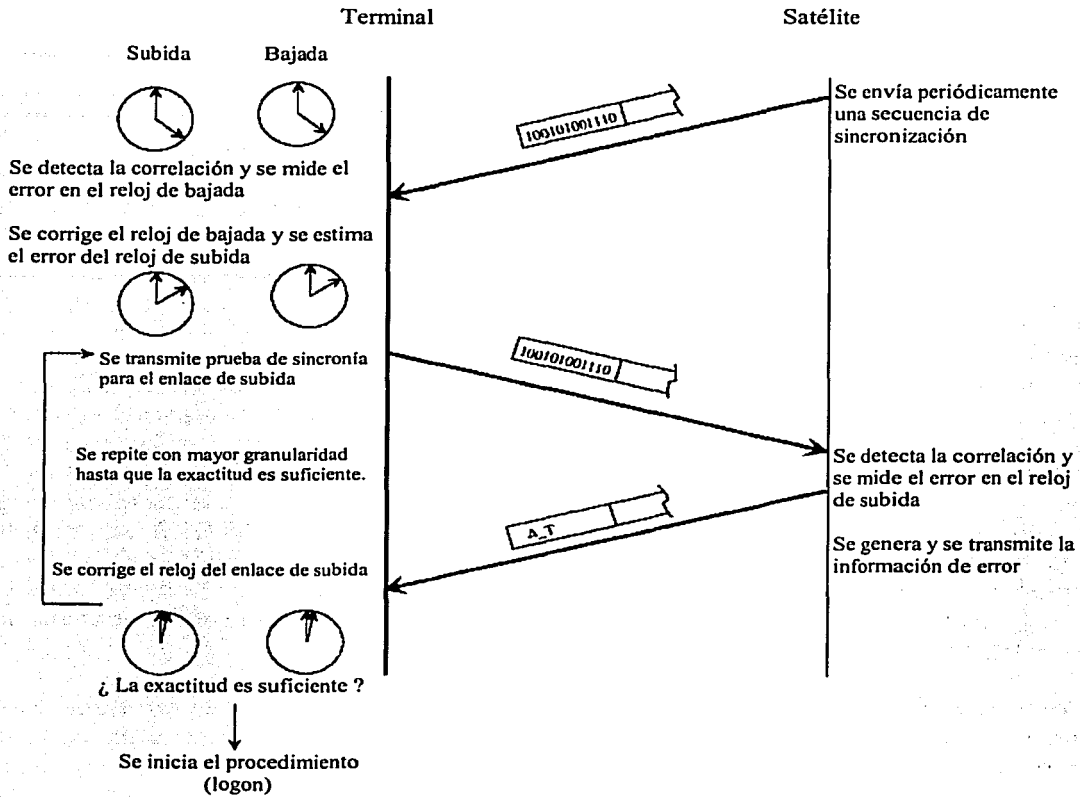 Terminal
Satélite
Subida
Bajada
Se envía periódicamente
una secuencia de
sincronización
100101001110
Se detecta la correlación y se mide el
error en el reloj de bajada
Se corrige el reloj de bajada y se estima
el error del reloj de subida
Se transmite prueba de sincronía
para el enlace de subida
100101001110
Se repite con mayor granularidad
hasta que la exactitud es suficiente.
Se detecta la correlación y
se mide el error en el reloj
de subida
A_T
Se genera y se transmite la
información de error
Se corrige el reloj del enlace de subida
¿ La exactitud es suficiente ?
Se inicia el procedimiento
(logon)